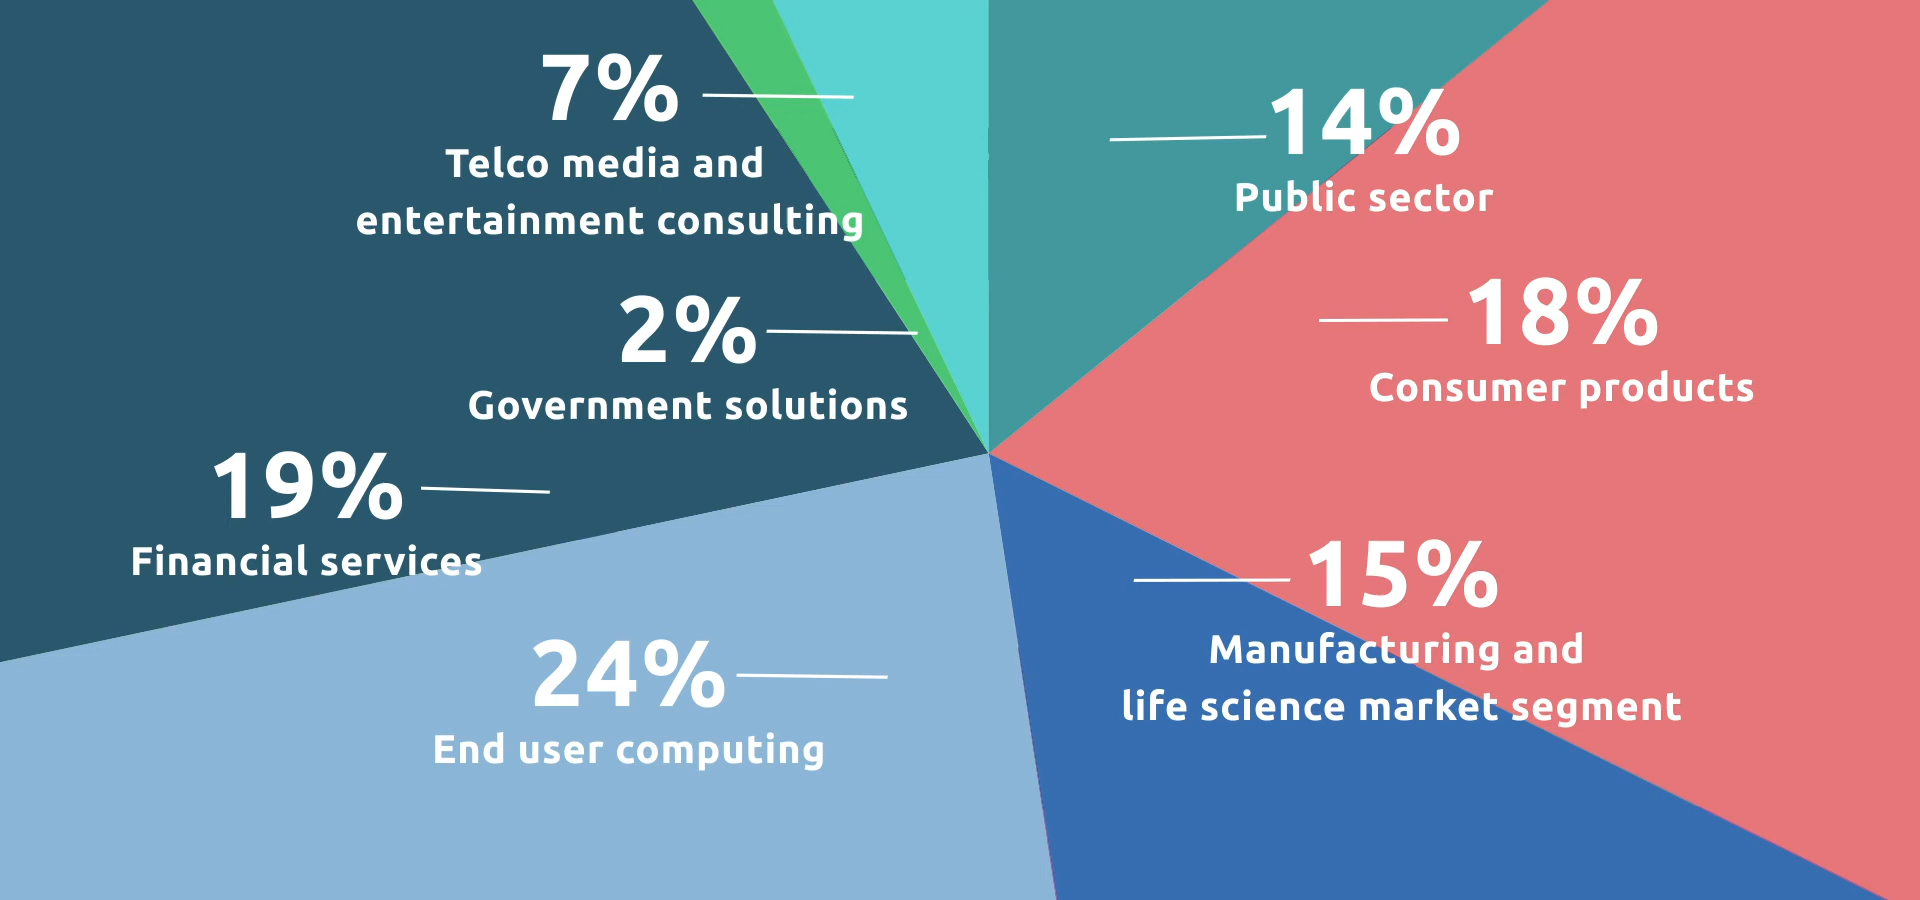 7%
Telco media and
entertainment consulting
14%
Public sector
2%
Government solutions
18%
Consumer products
19%
Financial services
15%
Manufacturing and
life science market segment
24%
End user computing